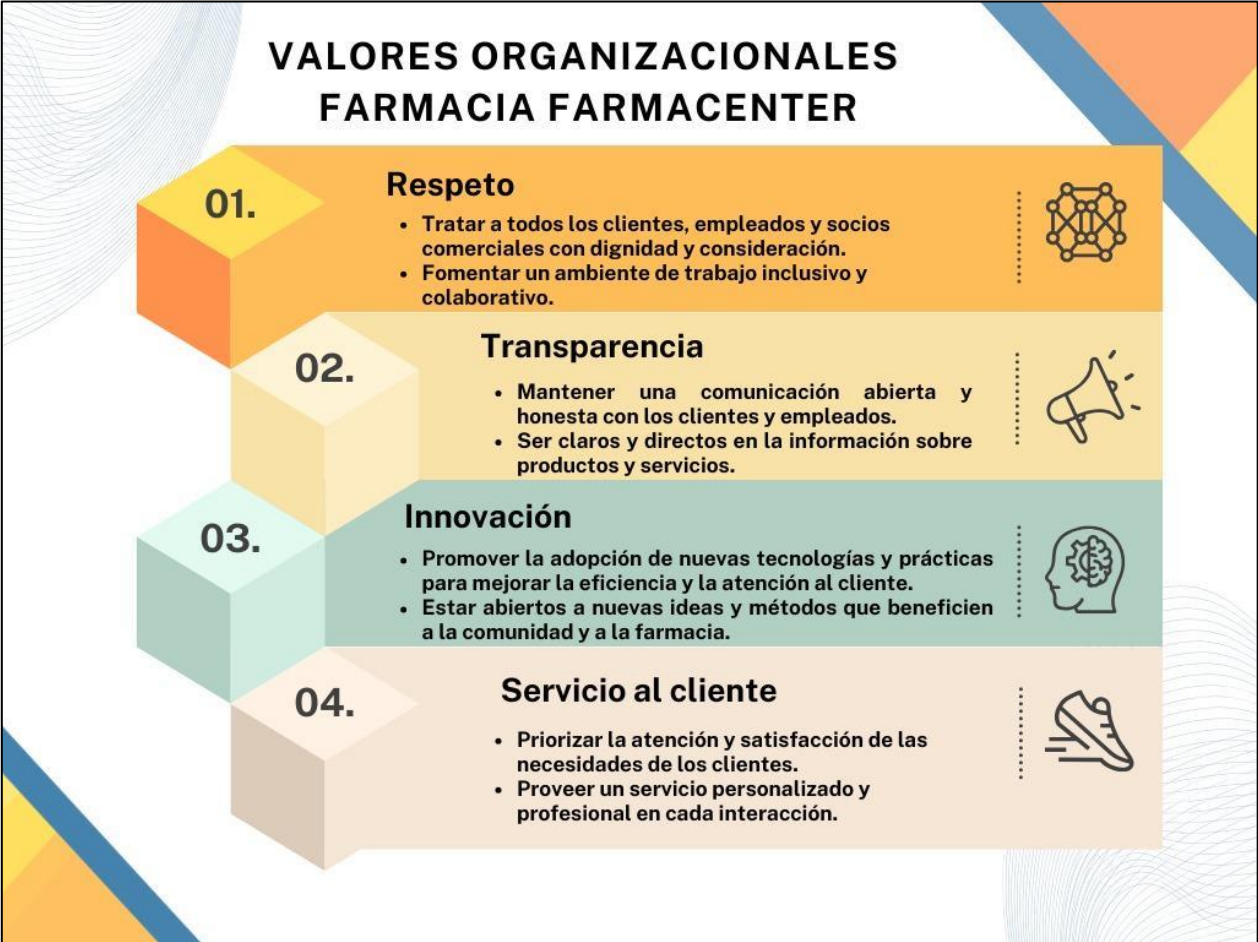 VALORES ORGANIZACIONALES
FARMACIA FARMACENTER
01.
Respeto
• Tratar a todos los clientes, empleados y socios
comerciales con dignidad y consideración.
• Fomentar un ambiente de trabajo inclusivo y
colaborativo.
02.
Transparencia
• Mantener una comunicación abierta y
honesta con los clientes y empleados.
• Ser claros y directos en la información sobre
productos y servicios.
03.
Innovación
• Promover la adopción de nuevas tecnologías y prácticas
para mejorar la eficiencia y la atención al cliente.
• Estar abiertos a nuevas ideas y métodos que beneficien
a la comunidad y a la farmacia.
04.
Servicio al cliente
• Priorizar la atención y satisfacción de las
necesidades de los clientes.
• Proveer un servicio personalizado y
profesional en cada interacción.